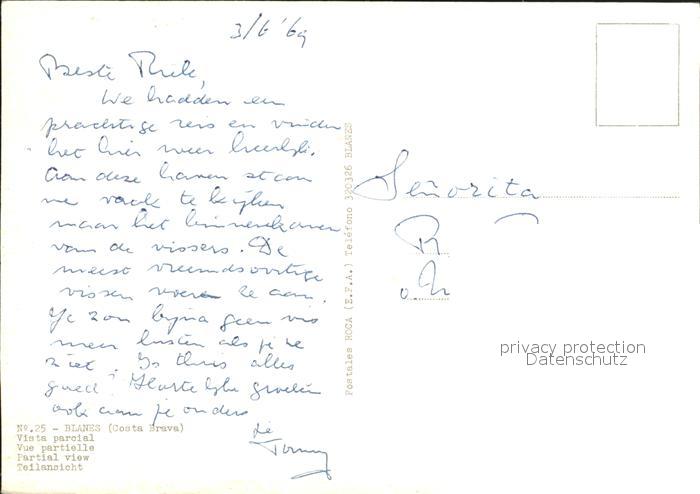 3/6 '69
Beste Riek,
We hadden een
prachtige reis en vinden
het hier weer heerlijk.
Aan deze haven staan
we vaak te kijken
naar het binnenkomen
van de vissers. De
meest vreemdsoortige
vissen voeren ze aan.
Je zou bijna geen vis
meer lusten als je ze
ziet. Is thuis alles
goed? Hartelijke groeten
ook aan je ouders
Tonny
Señorita
R
privacy protection
Datenschutz
Postales ROCA (E.F.A.) Teléfono 330326 BLANES
Nº.25 - BLANES (Costa Brava)
Vista parcial
Vue partielle
Partial view
Teilansicht